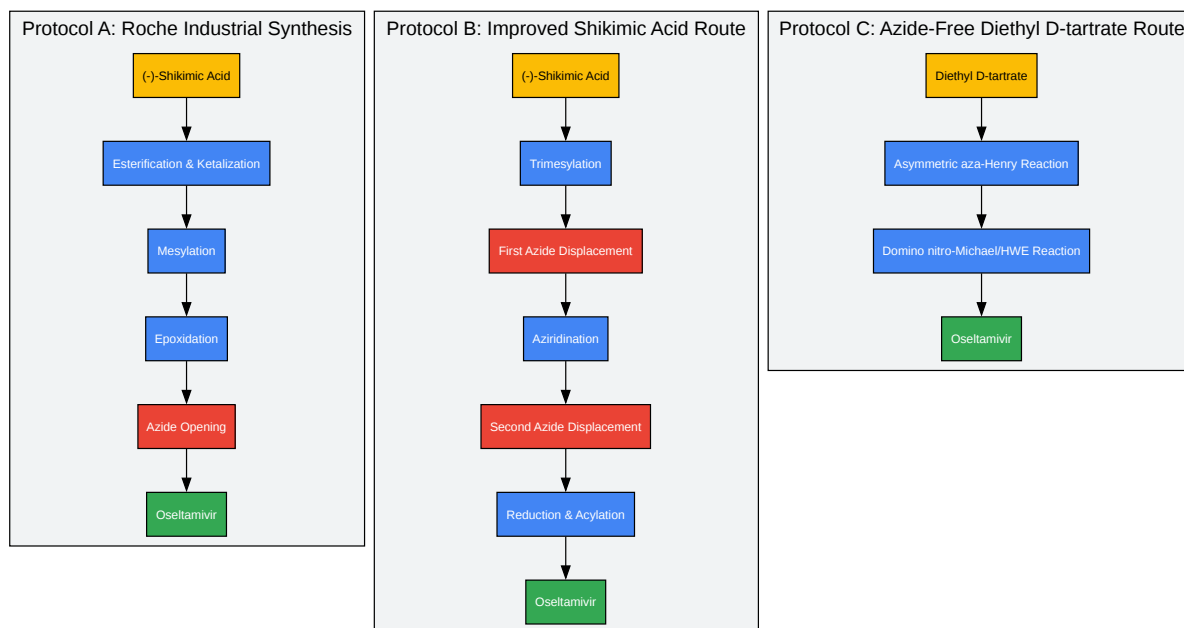 Protocol A: Roche Industrial Synthesis
(-)-Shikimic Acid
Esterification & Ketalization
Mesylation
Epoxidation
Azide Opening
Oseltamivir
Protocol B: Improved Shikimic Acid Route
(-)-Shikimic Acid
Trimesylation
First Azide Displacement
Aziridination
Second Azide Displacement
Reduction & Acylation
Oseltamivir
Protocol C: Azide-Free Diethyl D-tartrate Route
Diethyl D-tartrate
Asymmetric aza-Henry Reaction
Domino nitro-Michael/HWE Reaction
Oseltamivir